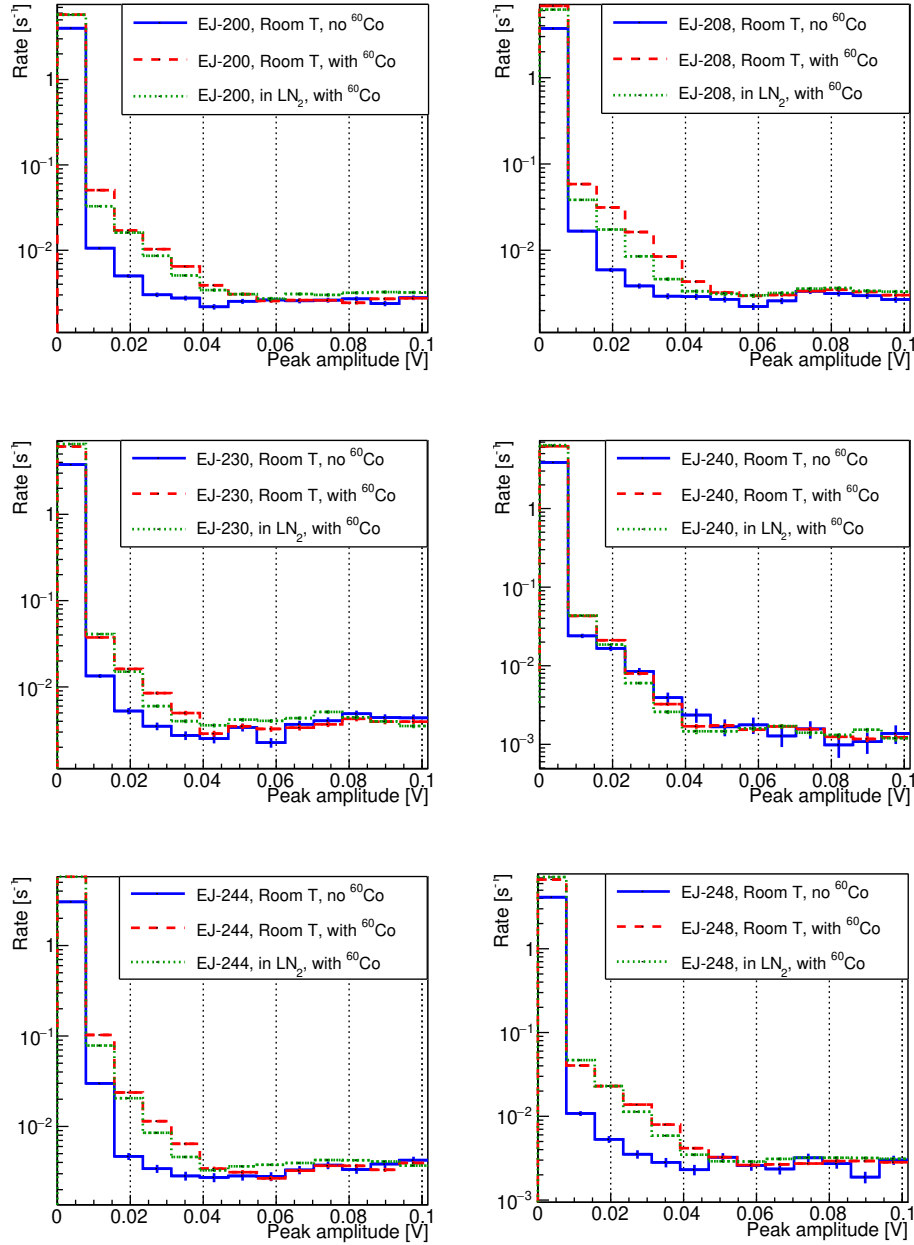 Rate [s⁻¹]
EJ-200, Room T, no ⁶⁰Co
EJ-200, Room T, with ⁶⁰Co
EJ-200, in LN₂, with ⁶⁰Co
1
10⁻¹
10⁻²
0 0.02 0.04 0.06 0.08 0.1
Peak amplitude [V]
Rate [s⁻¹]
EJ-208, Room T, no ⁶⁰Co
EJ-208, Room T, with ⁶⁰Co
EJ-208, in LN₂, with ⁶⁰Co
1
10⁻¹
10⁻²
0 0.02 0.04 0.06 0.08 0.1
Peak amplitude [V]
Rate [s⁻¹]
EJ-230, Room T, no ⁶⁰Co
EJ-230, Room T, with ⁶⁰Co
EJ-230, in LN₂, with ⁶⁰Co
1
10⁻¹
10⁻²
0 0.02 0.04 0.06 0.08 0.1
Peak amplitude [V]
Rate [s⁻¹]
EJ-240, Room T, no ⁶⁰Co
EJ-240, Room T, with ⁶⁰Co
EJ-240, in LN₂, with ⁶⁰Co
1
10⁻¹
10⁻²
10⁻³
0 0.02 0.04 0.06 0.08 0.1
Peak amplitude [V]
Rate [s⁻¹]
EJ-244, Room T, no ⁶⁰Co
EJ-244, Room T, with ⁶⁰Co
EJ-244, in LN₂, with ⁶⁰Co
1
10⁻¹
10⁻²
0 0.02 0.04 0.06 0.08 0.1
Peak amplitude [V]
Rate [s⁻¹]
EJ-248, Room T, no ⁶⁰Co
EJ-248, Room T, with ⁶⁰Co
EJ-248, in LN₂, with ⁶⁰Co
1
10⁻¹
10⁻²
10⁻³
0 0.02 0.04 0.06 0.08 0.1
Peak amplitude [V]